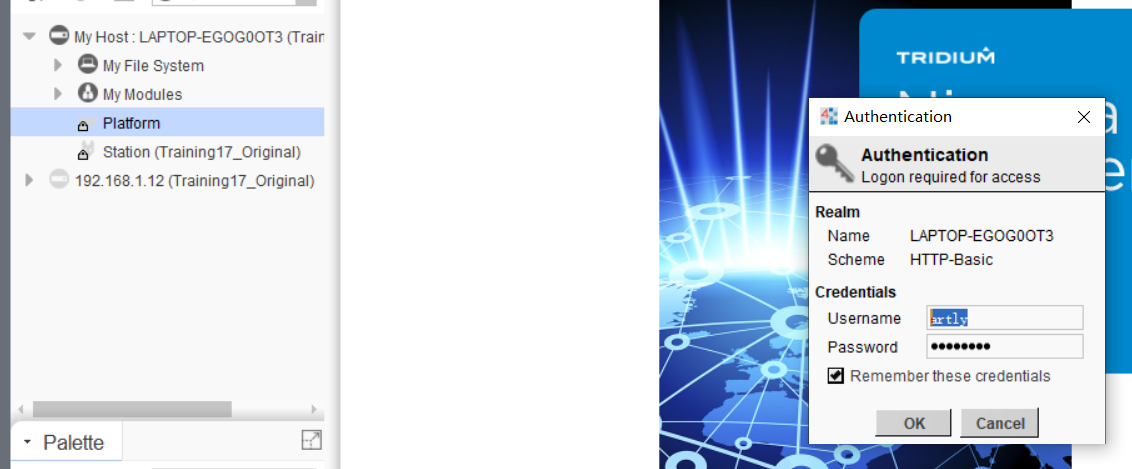 My Host : LAPTOP-EGOG0OT3 (Train
My File System
My Modules
Platform
Station (Training17_Original)
192.168.1.12 (Training17_Original)
Palette
TRIDIUM
Authentication
Authentication
Logon required for access
Realm
Name LAPTOP-EGOG0OT3
Scheme HTTP-Basic
Credentials
Username artly
Password ●●●●●●●●
Remember these credentials
OK Cancel